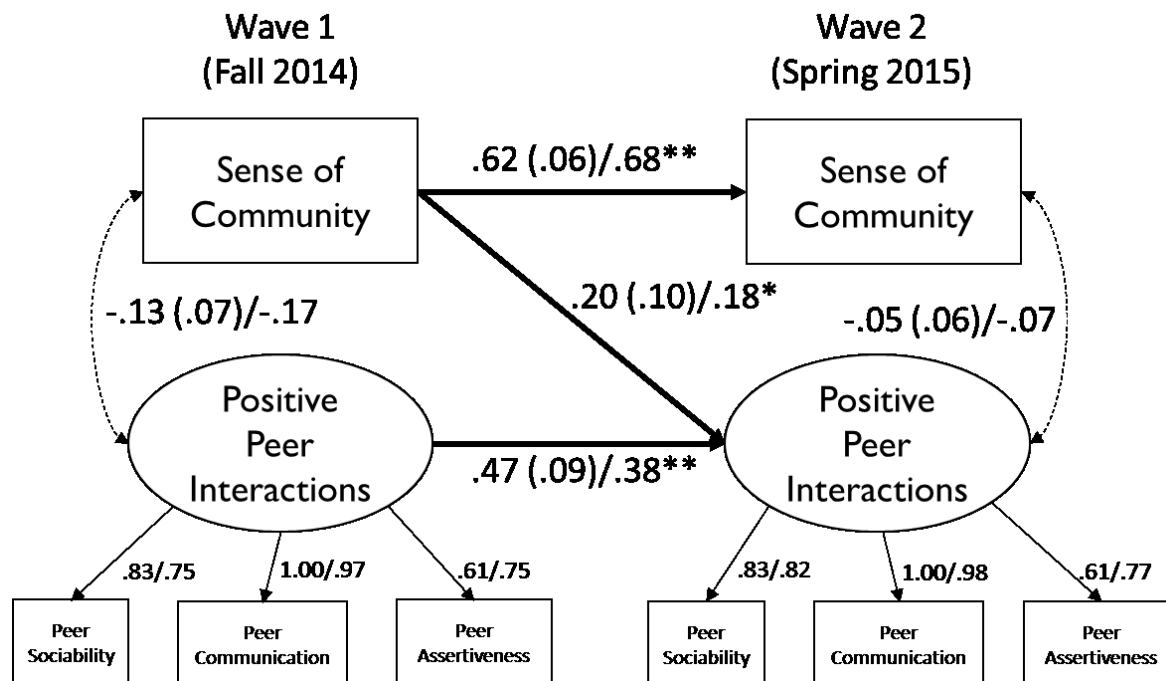 Wave 1
(Fall 2014)
Wave 2
(Spring 2015)
Sense of
Community
.62 (.06)/.68**
Sense of
Community
.20 (.10)/.18*
-.13 (.07)/-.17
-.05 (.06)/-.07
Positive
Peer
Interactions
.47 (.09)/.38**
Positive
Peer
Interactions
.83/.75
1.00/.97
.61/.75
.83/.82
1.00/.98
.61/.77
Peer
Sociability
Peer
Communication
Peer
Assertiveness
Peer
Sociability
Peer
Communication
Peer
Assertiveness